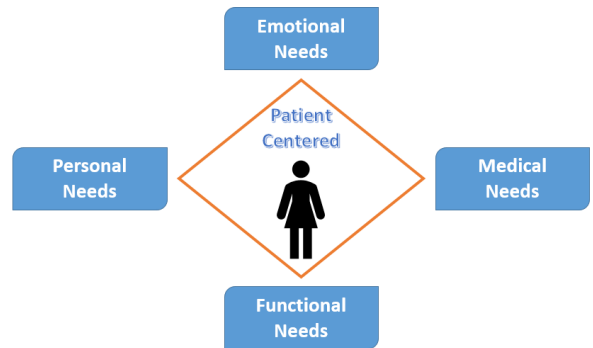 Emotional
Needs
Patient
Centered
Personal
Needs
Medical
Needs
Functional
Needs